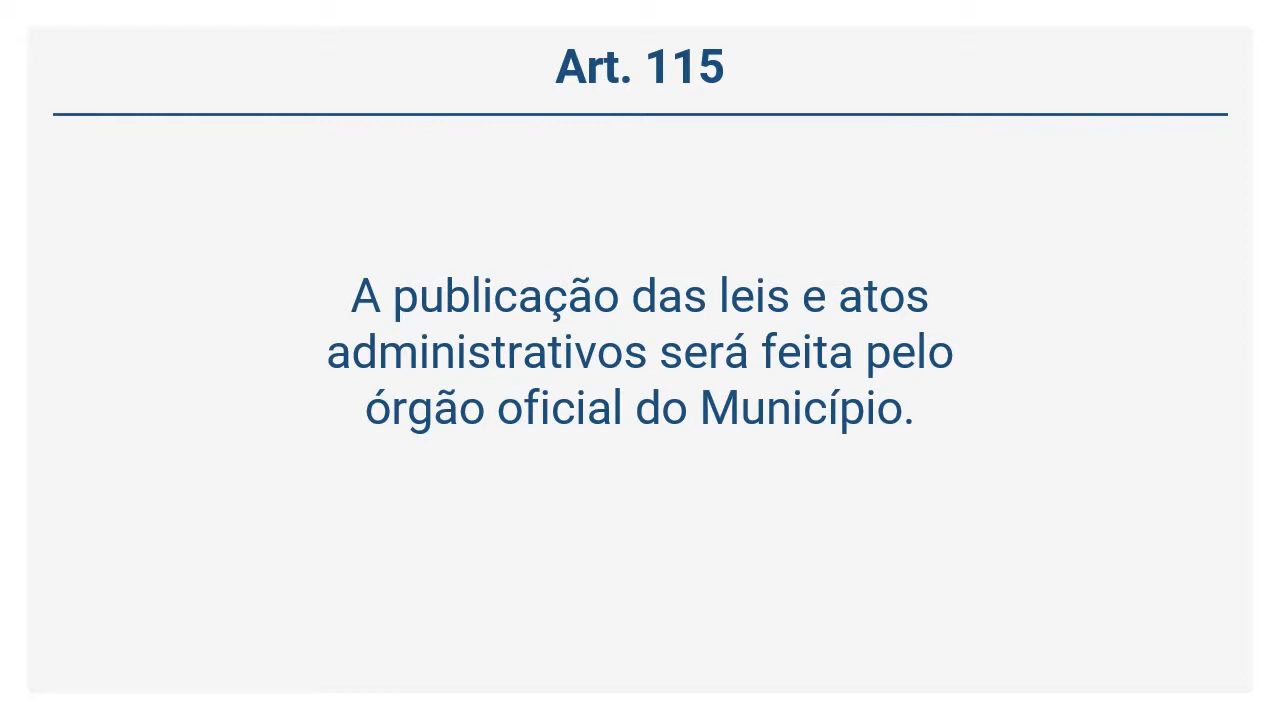 Art. 115
A publicação das leis e atos
administrativos será feita pelo
órgão oficial do Município.